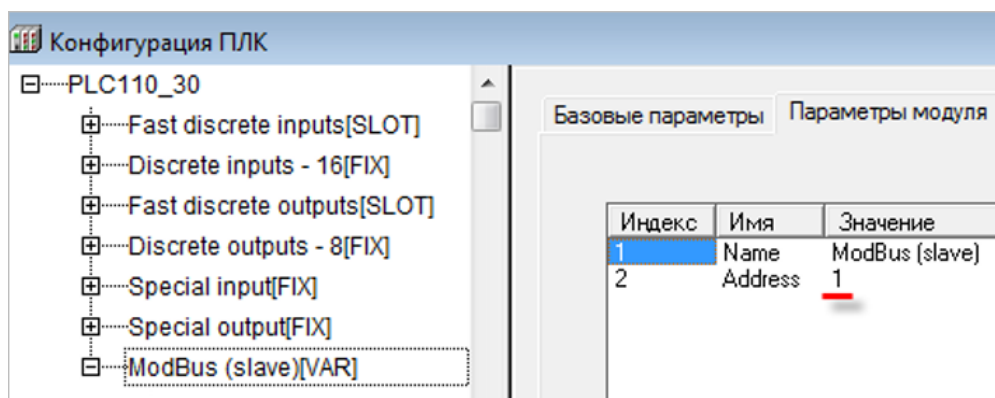 Конфигурация ПЛК
PLC110_30
Fast discrete inputs[SLOT]
Discrete inputs - 16[FIX]
Fast discrete outputs[SLOT]
Discrete outputs - 8[FIX]
Special input[FIX]
Special output[FIX]
ModBus (slave)[VAR]
Базовые параметры Параметры модуля
Индекс Имя Значение
1 Name ModBus (slave)
2 Address 1